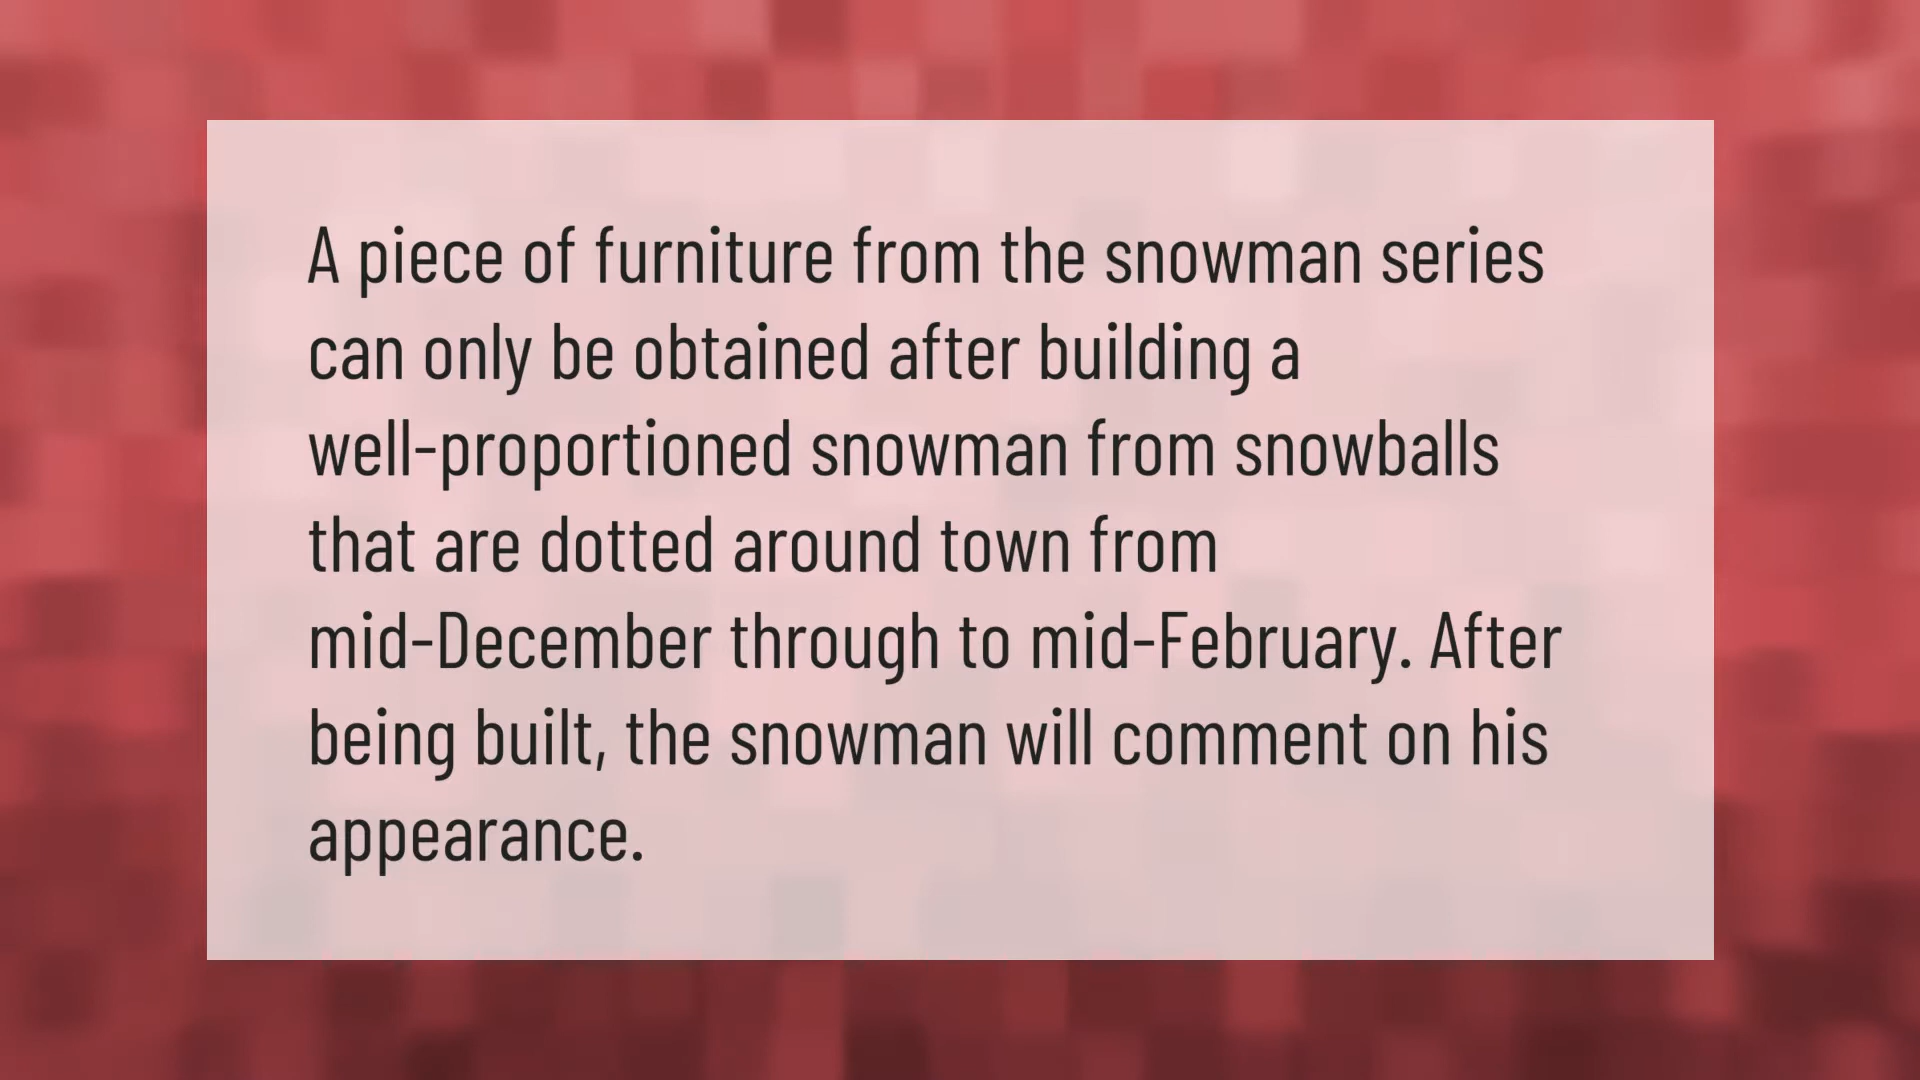 A piece of furniture from the snowman series
can only be obtained after building a
well-proportioned snowman from snowballs
that are dotted around town from
mid-December through to mid-February. After
being built, the snowman will comment on his
appearance.